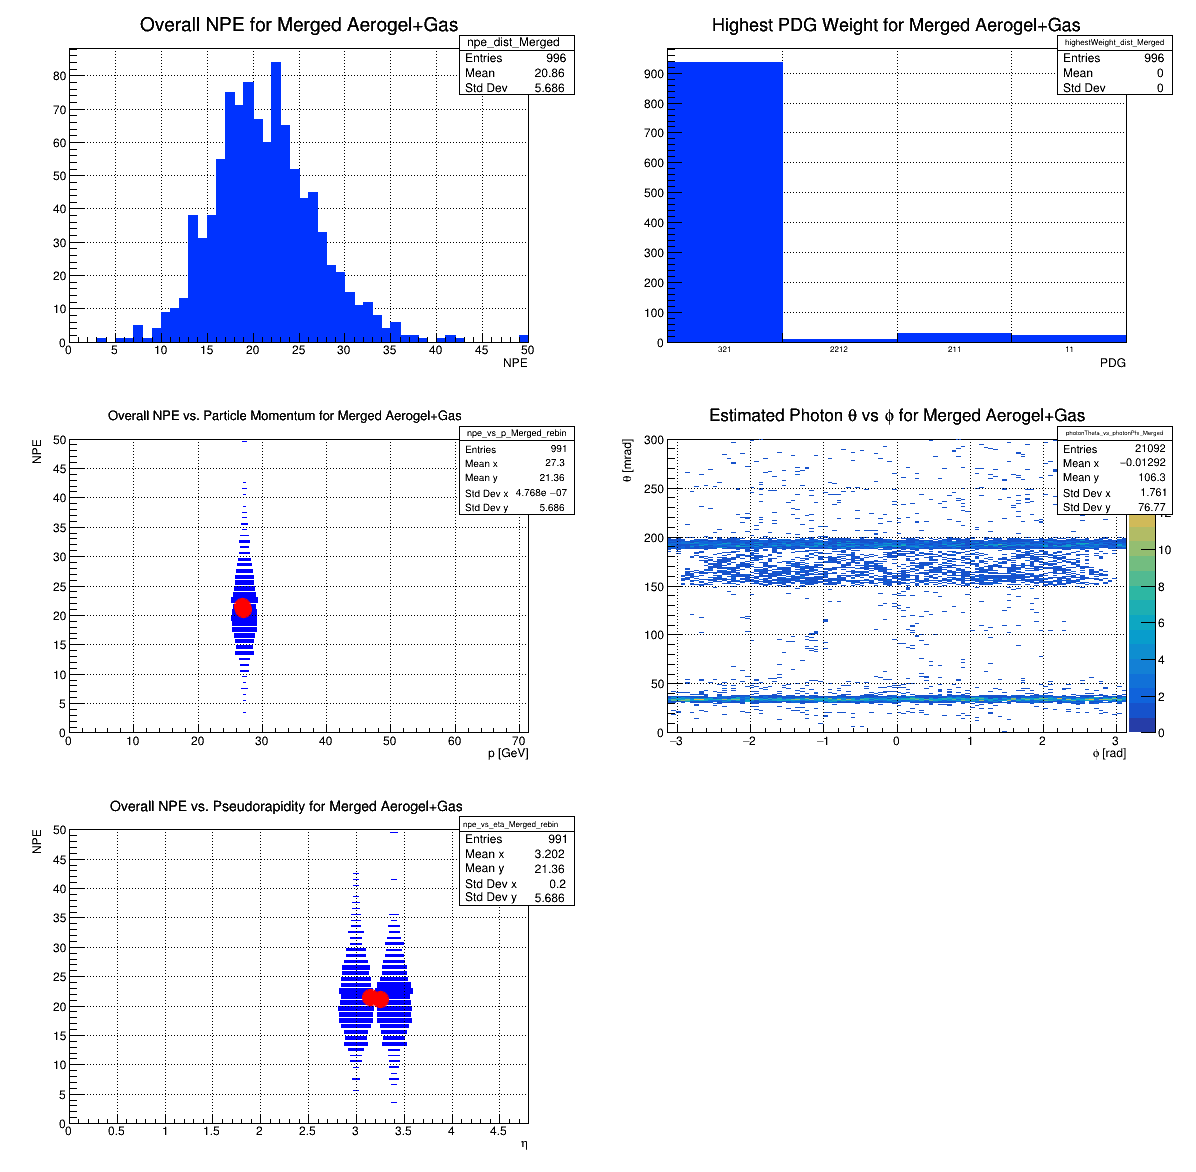 Overall NPE for Merged Aerogel+Gas
npe_dist_Merged
Entries 996
Mean 20.86
Std Dev 5.686
80
70
60
50
40
30
20
10
0
0 5 10 15 20 25 30 35 40 45 50
NPE
Highest PDG Weight for Merged Aerogel+Gas
highestWeight_dist_Merged
Entries 996
Mean 0
Std Dev 0
900
800
700
600
500
400
300
200
100
0
321 2212 211 11
PDG
Overall NPE vs. Particle Momentum for Merged Aerogel+Gas
NPE
npe_vs_p_Merged_rebin
Entries 991
Mean x 27.3
Mean y 21.36
Std Dev x 4.768e −07
Std Dev y 5.686
50
45
40
35
30
25
20
15
10
5
0
0 10 20 30 40 50 60 70
p [GeV]
Estimated Photon θ vs ϕ for Merged Aerogel+Gas
θ [mrad]
photonTheta_vs_photonPhi_Merged
Entries 21092
Mean x −0.01292
Mean y 106.3
Std Dev x 1.761
Std Dev y 76.77
300
250
200
150
100
50
0
−3 −2 −1 0 1 2 3
ϕ [rad]
12
10
8
6
4
2
0
Overall NPE vs. Pseudorapidity for Merged Aerogel+Gas
NPE
npe_vs_eta_Merged_rebin
Entries 991
Mean x 3.202
Mean y 21.36
Std Dev x 0.2
Std Dev y 5.686
50
45
40
35
30
25
20
15
10
5
0
0 0.5 1 1.5 2 2.5 3 3.5 4 4.5
η